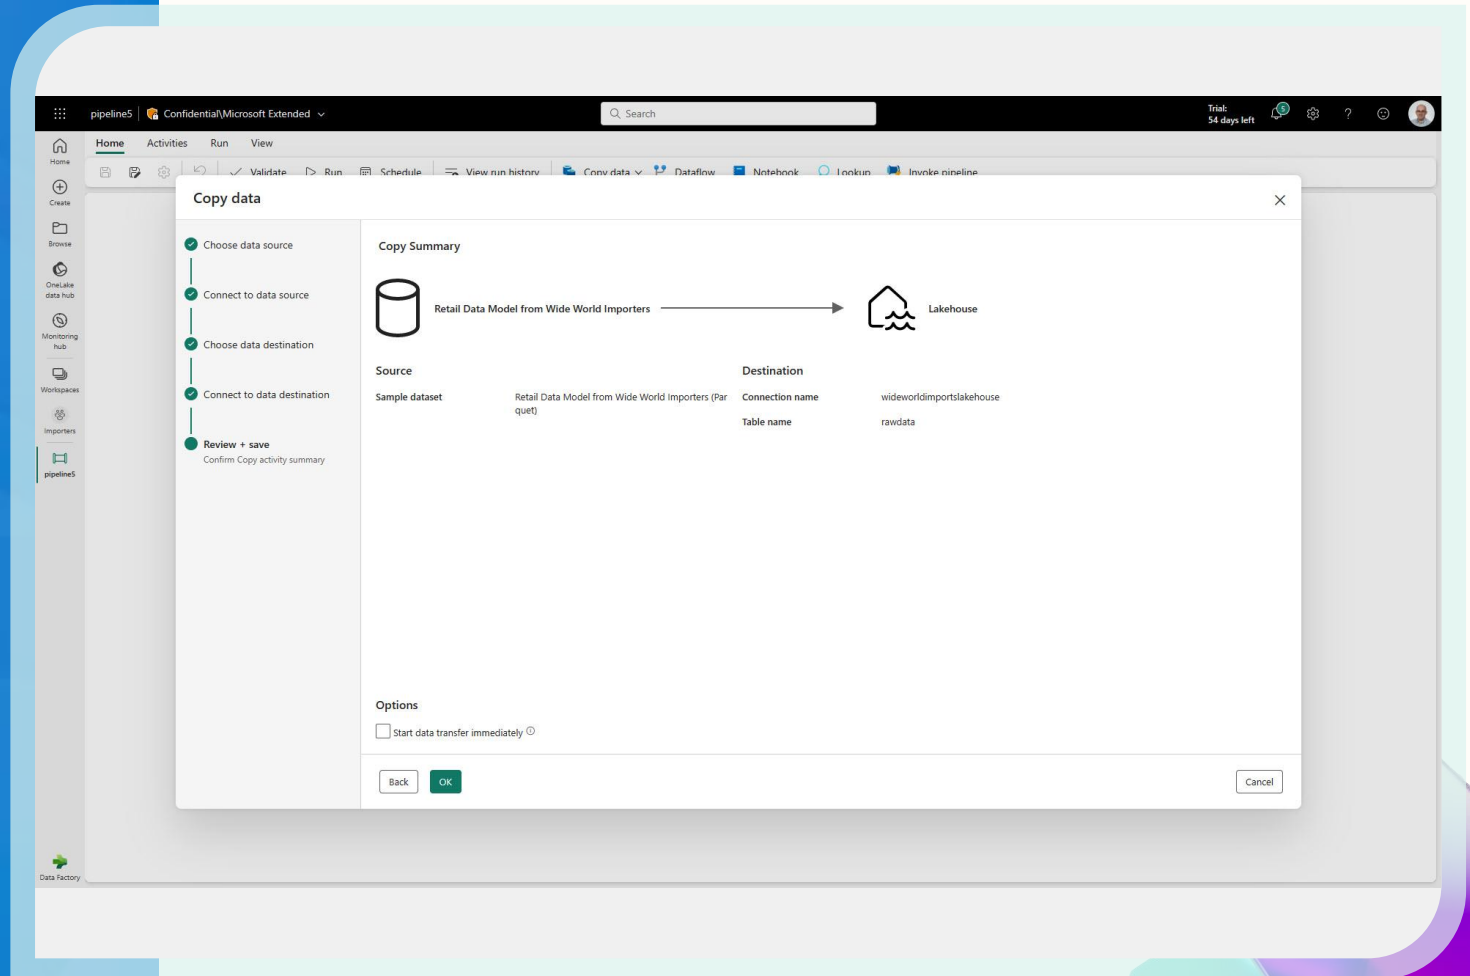 pipeline5
Confidential\Microsoft Extended
Search
Trial:
54 days left
5
?
Home
Activities
Run
View
Validate
Run
Schedule
View run history
Copy data
Dataflow
Notebook
Lookup
Invoke pipeline
Home
Create
Browse
OneLake
data hub
Monitoring
hub
Workspaces
Importers
pipeline5
Data Factory
Copy data
Choose data source
Connect to data source
Choose data destination
Connect to data destination
Review + save
Confirm Copy activity summary
Copy Summary
Retail Data Model from Wide World Importers
Lakehouse
Source
Sample dataset
Retail Data Model from Wide World Importers (Par
quet)
Destination
Connection name
wideworldimportslakehouse
Table name
rawdata
Options
Start data transfer immediately
Back
OK
Cancel